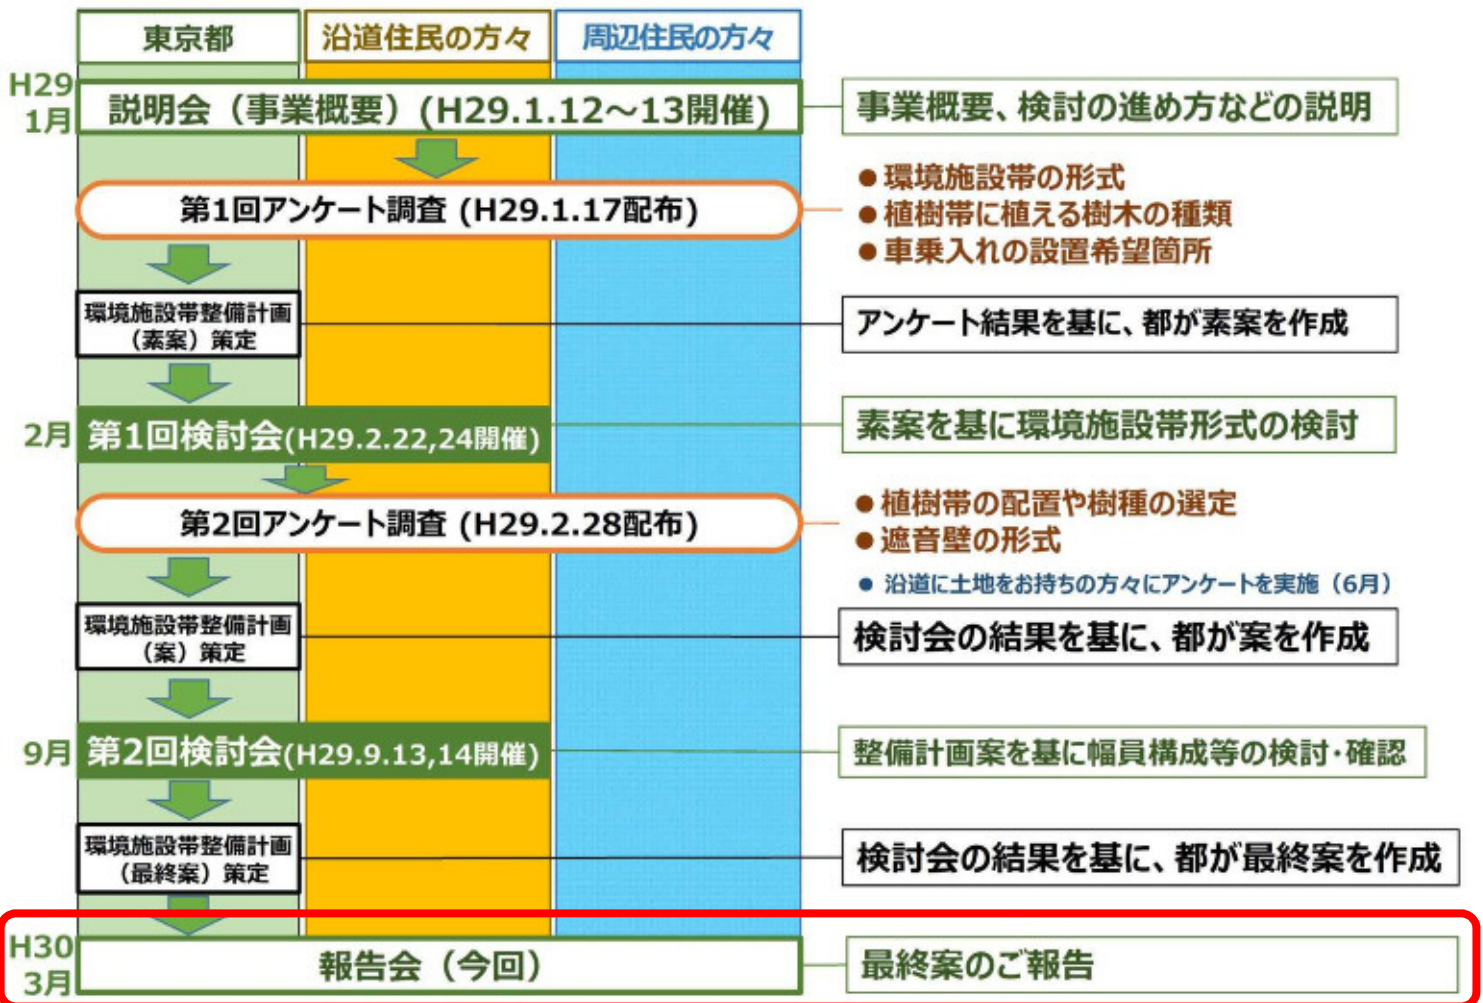 東京都
沿道住民の方々
周辺住民の方々
H29
1月
説明会（事業概要）(H29.1.12～13開催)
事業概要、検討の進め方などの説明
第1回アンケート調査 (H29.1.17配布)
●環境施設帯の形式
●植樹帯に植える樹木の種類
●車乗入れの設置希望箇所
環境施設帯整備計画
（素案）策定
アンケート結果を基に、都が素案を作成
2月
第1回検討会(H29.2.22,24開催)
素案を基に環境施設帯形式の検討
第2回アンケート調査 (H29.2.28配布)
●植樹帯の配置や樹種の選定
●遮音壁の形式
● 沿道に土地をお持ちの方々にアンケートを実施（6月）
環境施設帯整備計画
（案）策定
検討会の結果を基に、都が案を作成
9月
第2回検討会(H29.9.13,14開催)
整備計画案を基に幅員構成等の検討・確認
環境施設帯整備計画
（最終案）策定
検討会の結果を基に、都が最終案を作成
H30
3月
報告会（今回）
最終案のご報告